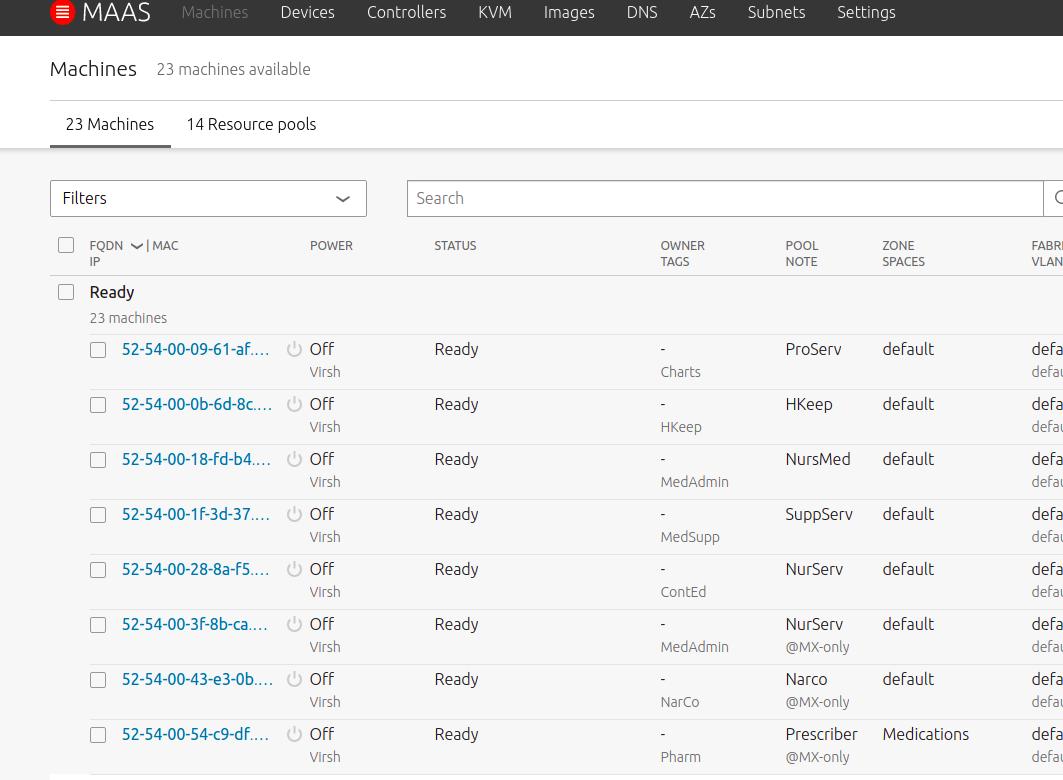 MAAS Machines Devices Controllers KVM Images DNS AZs Subnets Settings
Machines 23 machines available
23 Machines 14 Resource pools
Filters Search
FQDN | MAC POWER STATUS OWNER POOL ZONE FABRI
IP TAGS NOTE SPACES VLAN
Ready
23 machines
52-54-00-09-61-af.... Off Ready - ProServ default defa
Virsh Charts defau
52-54-00-0b-6d-8c.... Off Ready - HKeep default defa
Virsh HKeep defau
52-54-00-18-fd-b4.... Off Ready - NursMed default defa
Virsh MedAdmin defau
52-54-00-1f-3d-37.... Off Ready - SuppServ default defa
Virsh MedSupp defau
52-54-00-28-8a-f5.... Off Ready - NurServ default defa
Virsh ContEd defau
52-54-00-3f-8b-ca.... Off Ready - NurServ default defa
Virsh MedAdmin @MX-only defau
52-54-00-43-e3-0b.... Off Ready - Narco default defa
Virsh NarCo @MX-only defau
52-54-00-54-c9-df.... Off Ready - Prescriber Medications defa
Virsh Pharm @MX-only defau